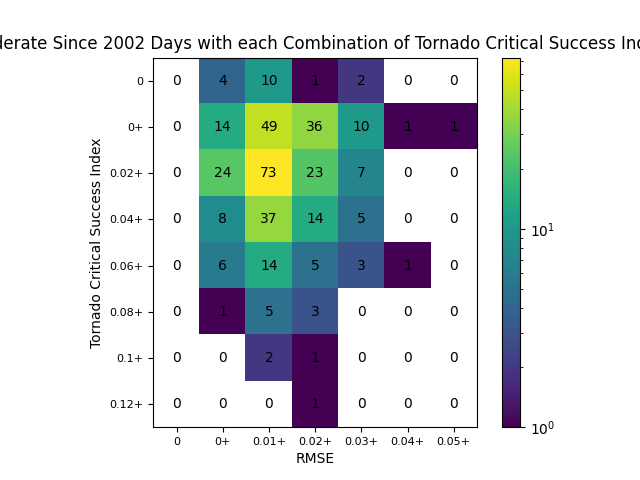 Since 2002 Days with each Combination of Tornado Critical Success
0 0 4 10 1 2 0 0
0+ 0 14 49 36 10 1 1
0.02+ 0 24 73 23 7 0 0
0.04+ 0 8 37 14 5 0 0
0.06+ 0 6 14 5 3 1 0
0.08+ 0 1 5 3 0 0 0
0.1+ 0 0 2 1 0 0 0
0.12+ 0 0 0 1 0 0 0
0 0+ 0.01+ 0.02+ 0.03+ 0.04+ 0.05+
RMSE
Tornado Critical Success Index
10¹
10⁰